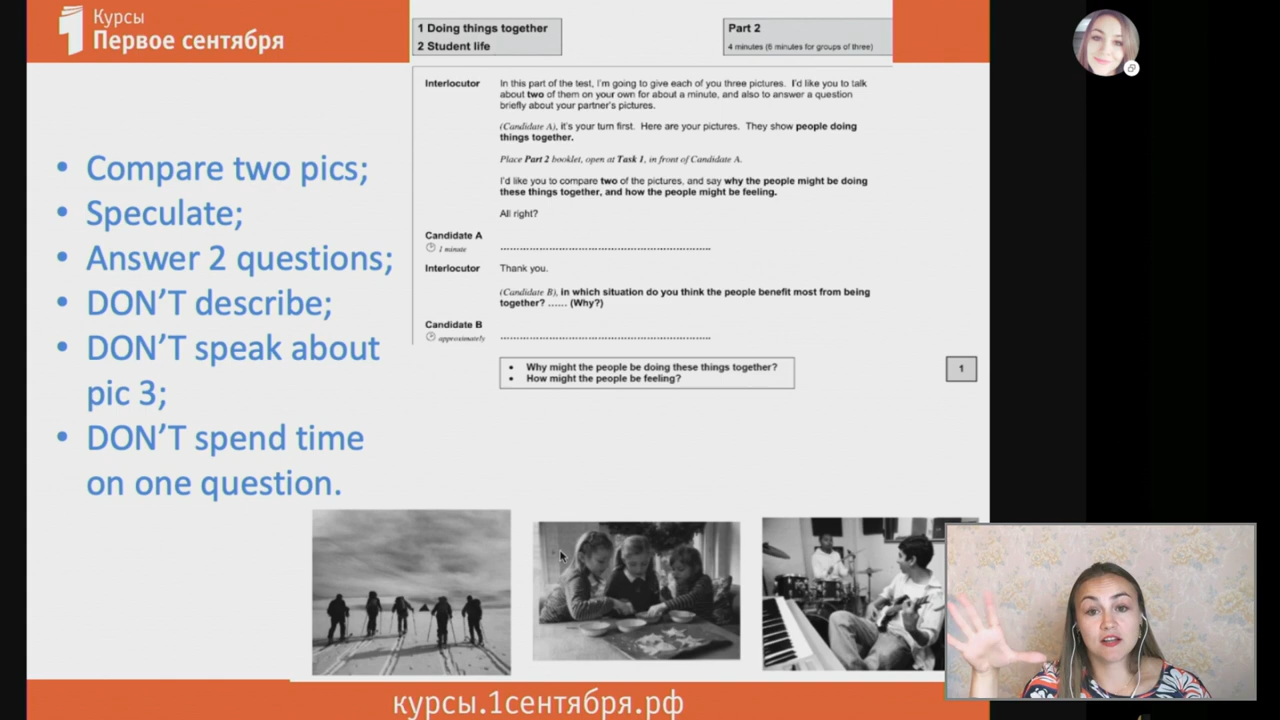 Курсы
Первое сентября
1 Doing things together
2 Student life
Part 2
4 minutes (6 minutes for groups of three)
Interlocutor
In this part of the test, I'm going to give each of you three pictures. I'd like you to talk
about two of them on your own for about a minute, and also to answer a question
briefly about your partner's pictures.
(Candidate A), it's your turn first. Here are your pictures. They show people doing
things together.
Place Part 2 booklet, open at Task 1, in front of Candidate A.
I'd like you to compare two of the pictures, and say why the people might be doing
these things together, and how the people might be feeling.
All right?
Candidate A
1 minute
Interlocutor
Thank you.
(Candidate B), in which situation do you think the people benefit most from being
together? ...... (Why?)
Candidate B
approximately
• Why might the people be doing these things together?
• How might the people be feeling?
1
• Compare two pics;
• Speculate;
• Answer 2 questions;
• DON'T describe;
• DON'T speak about
pic 3;
• DON'T spend time
on one question.
курсы.1сентября.рф